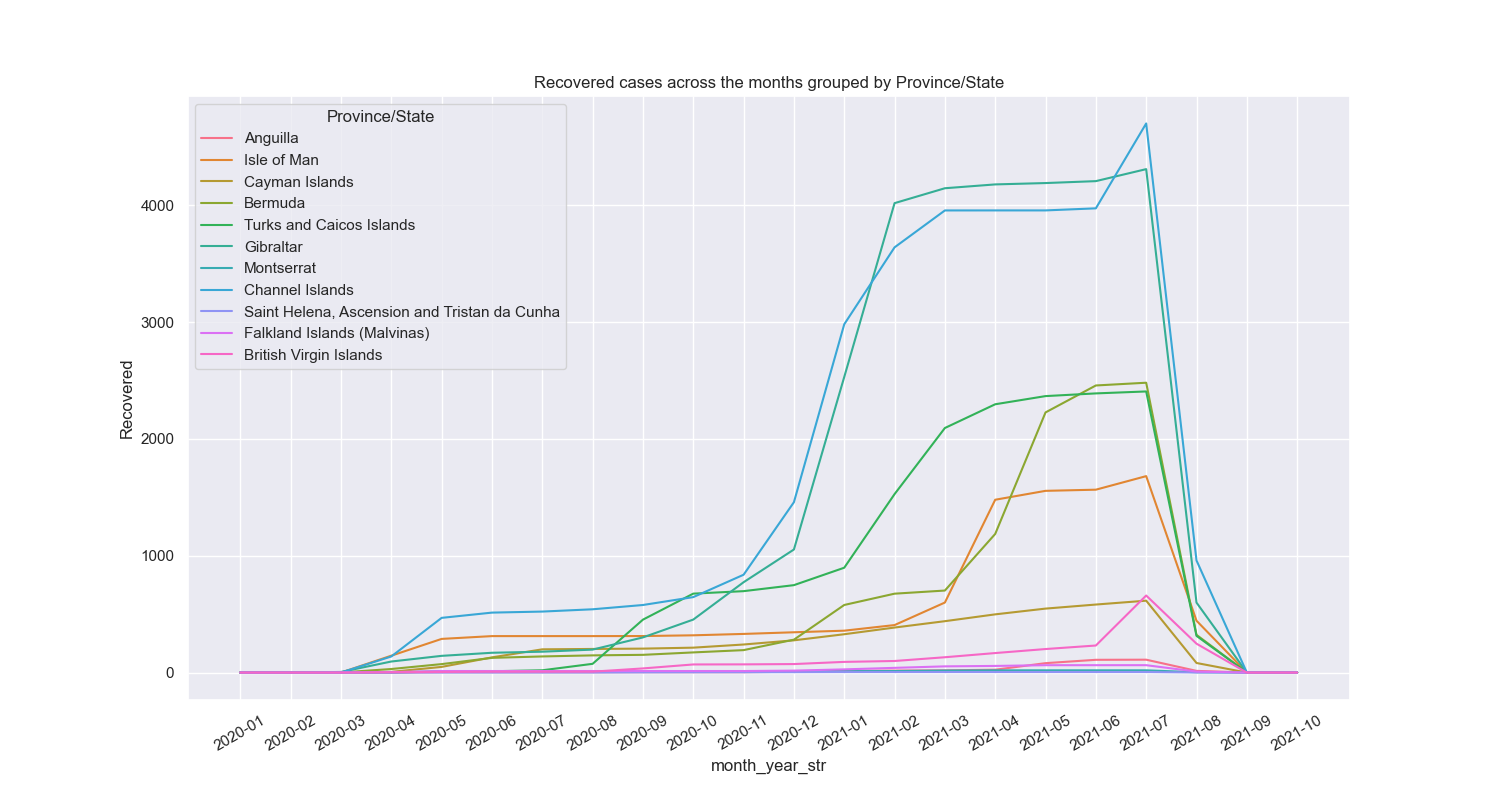 Recovered cases across the months grouped by Province/State
Province/State
Anguilla
Isle of Man
Cayman Islands
Bermuda
Turks and Caicos Islands
Gibraltar
Montserrat
Channel Islands
Saint Helena, Ascension and Tristan da Cunha
Falkland Islands (Malvinas)
British Virgin Islands
Recovered
4000
3000
2000
1000
0
2020-01
2020-02
2020-03
2020-04
2020-05
2020-06
2020-07
2020-08
2020-09
2020-10
2020-11
2020-12
2021-01
2021-02
2021-03
2021-04
2021-05
2021-06
2021-07
2021-08
2021-09
2021-10
month_year_str